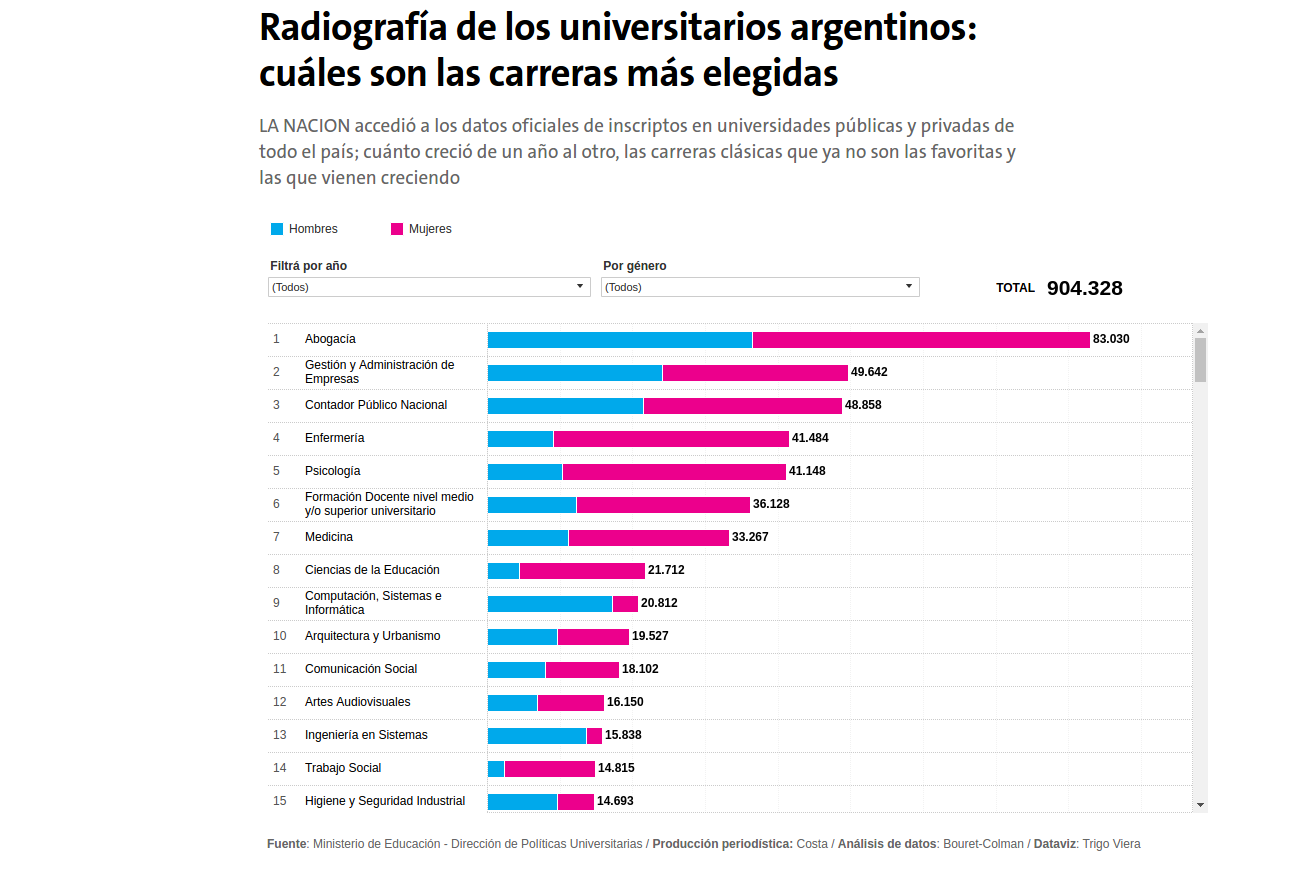 Radiografía de los universitarios argentinos:
cuáles son las carreras más elegidas
LA NACION accedió a los datos oficiales de inscriptos en universidades públicas y privadas de
todo el país; cuánto creció de un año al otro, las carreras clásicas que ya no son las favoritas y
las que vienen creciendo
Hombres Mujeres
Filtrá por año Por género
(Todos) (Todos) TOTAL 904.328
1 Abogacía 83.030
2 Gestión y Administración de
Empresas 49.642
3 Contador Público Nacional 48.858
4 Enfermería 41.484
5 Psicología 41.148
6 Formación Docente nivel medio
y/o superior universitario 36.128
7 Medicina 33.267
8 Ciencias de la Educación 21.712
9 Computación, Sistemas e
Informática 20.812
10 Arquitectura y Urbanismo 19.527
11 Comunicación Social 18.102
12 Artes Audiovisuales 16.150
13 Ingeniería en Sistemas 15.838
14 Trabajo Social 14.815
15 Higiene y Seguridad Industrial 14.693
Fuente: Ministerio de Educación - Dirección de Políticas Universitarias / Producción periodística: Costa / Análisis de datos: Bouret-Colman / Dataviz: Trigo Viera